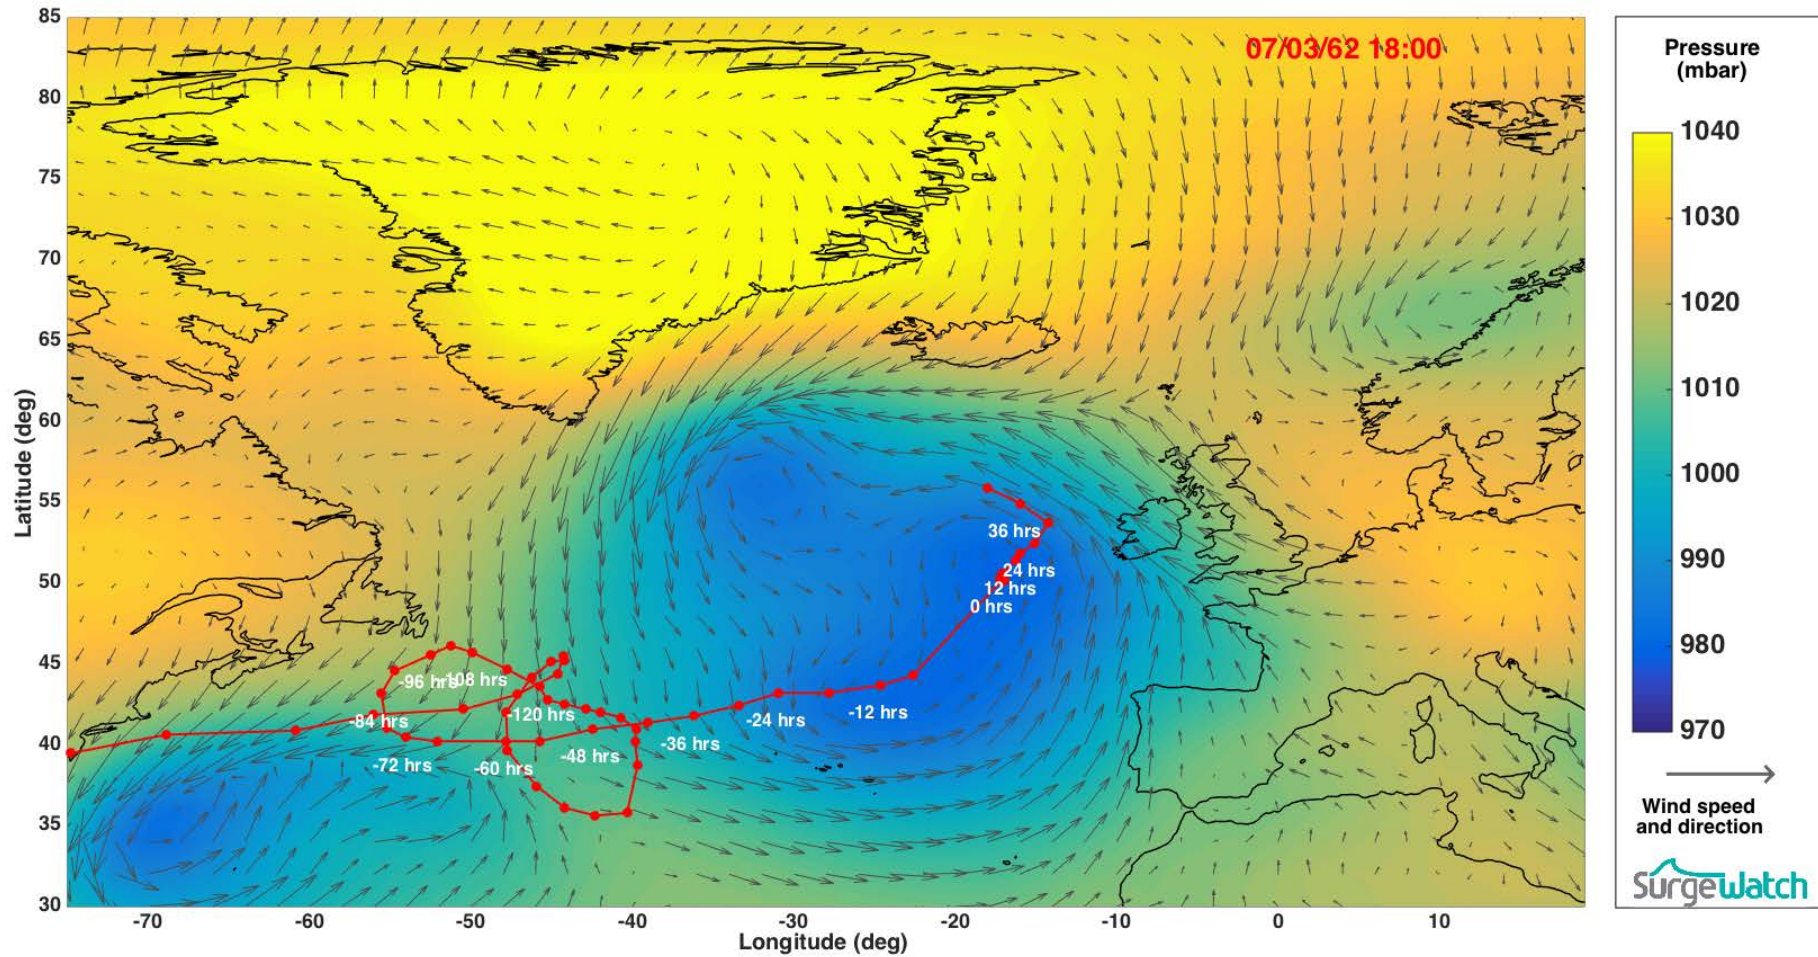 07/03/62 18:00
85
80
75
70
65
60
55
50
45
40
35
30
Latitude (deg)
-70
-60
-50
-40
-30
-20
-10
0
10
Longitude (deg)
36 hrs
24 hrs
12 hrs
0 hrs
-12 hrs
-24 hrs
-36 hrs
-48 hrs
-60 hrs
-72 hrs
-84 hrs
-96 hrs
-108 hrs
-120 hrs
Pressure
(mbar)
1040
1030
1020
1010
1000
990
980
970
Wind speed
and direction
SurgeWatch